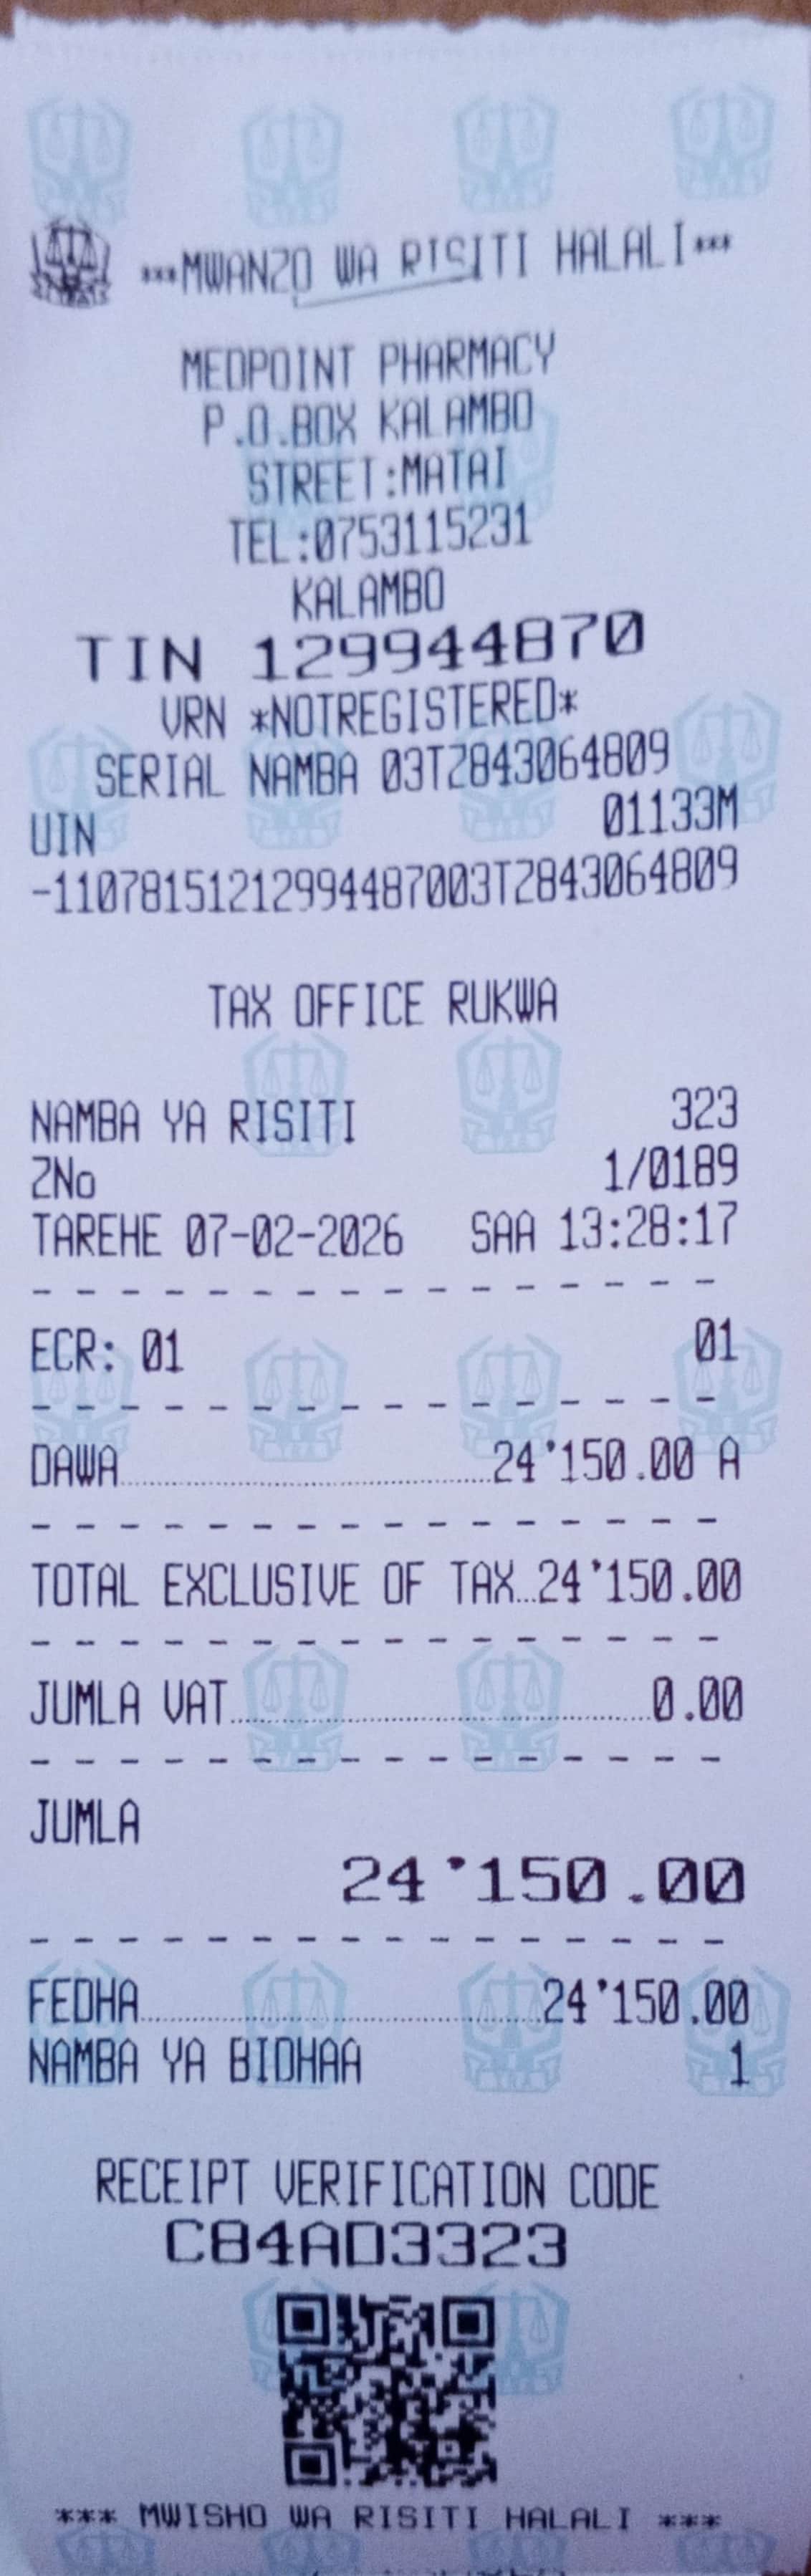 ***MWANZO WA RISITI HALALI***
MEDPOINT PHARMACY
P.O.BOX KALAMBO
STREET:MATAI
TEL:0753115231
KALAMBO
TIN 129944870
VRN *NOTREGISTERED*
SERIAL NAMBA 03TZ843064809
UIN 01133M
-11078151212994487003TZ843064809
TAX OFFICE RUKWA
NAMBA YA RISITI 323
ZNo 1/0189
TAREHE 07-02-2026 SAA 13:28:17
ECR: 01 01
DAWA 24'150.00 A
TOTAL EXCLUSIVE OF TAX 24'150.00
JUMLA VAT 0.00
JUMLA
24'150.00
FEDHA 24'150.00
NAMBA YA BIDHAA 1
RECEIPT VERIFICATION CODE
C84AD3323
*** MWISHO WA RISITI HALALI ***